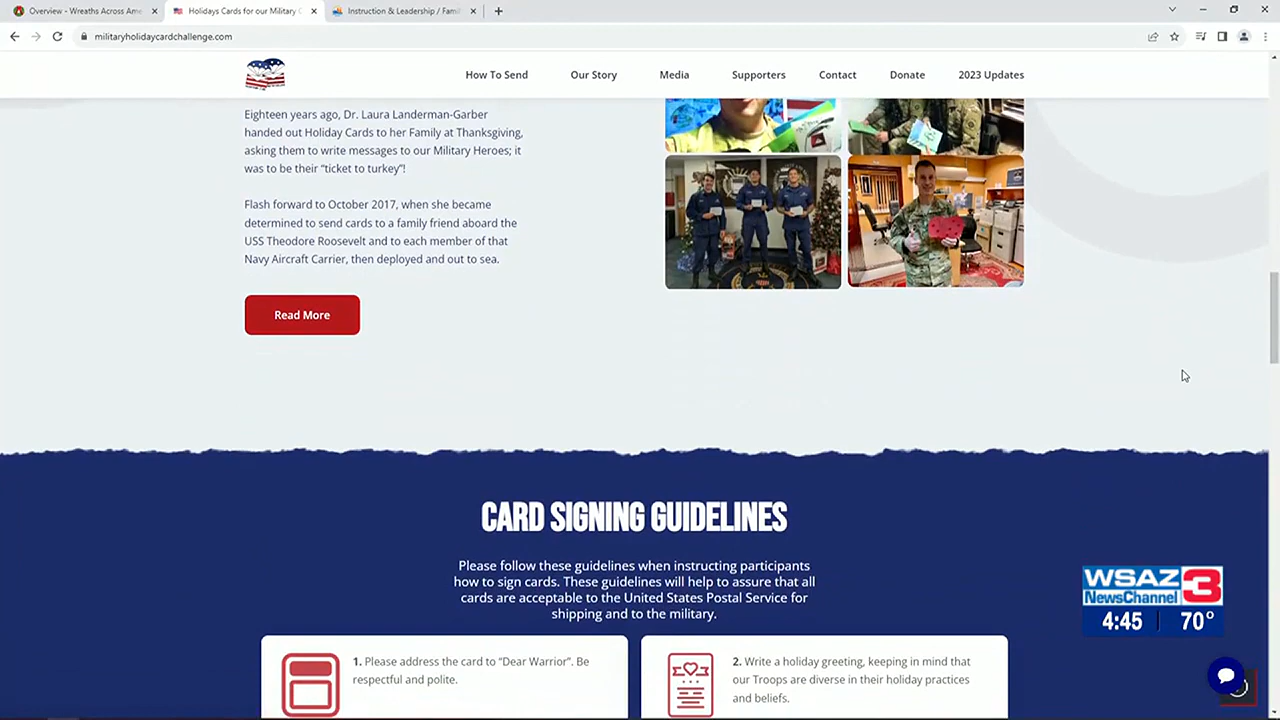 Overview - Wreaths Across Ame
Holidays Cards for our Military C
Instruction & Leadership / Famil
militaryholidaycardchallenge.com
How To Send
Our Story
Media
Supporters
Contact
Donate
2023 Updates
Eighteen years ago, Dr. Laura Landerman-Garber
handed out Holiday Cards to her Family at Thanksgiving,
asking them to write messages to our Military Heroes; it
was to be their “ticket to turkey”!
Flash forward to October 2017, when she became
determined to send cards to a family friend aboard the
USS Theodore Roosevelt and to each member of that
Navy Aircraft Carrier, then deployed and out to sea.
Read More
CARD SIGNING GUIDELINES
Please follow these guidelines when instructing participants
how to sign cards. These guidelines will help to assure that all
cards are acceptable to the United States Postal Service for
shipping and to the military.
1. Please address the card to “Dear Warrior”. Be
respectful and polite.
2. Write a holiday greeting, keeping in mind that
our Troops are diverse in their holiday practices
and beliefs.
WSAZ 3
NewsChannel
4:45 70°